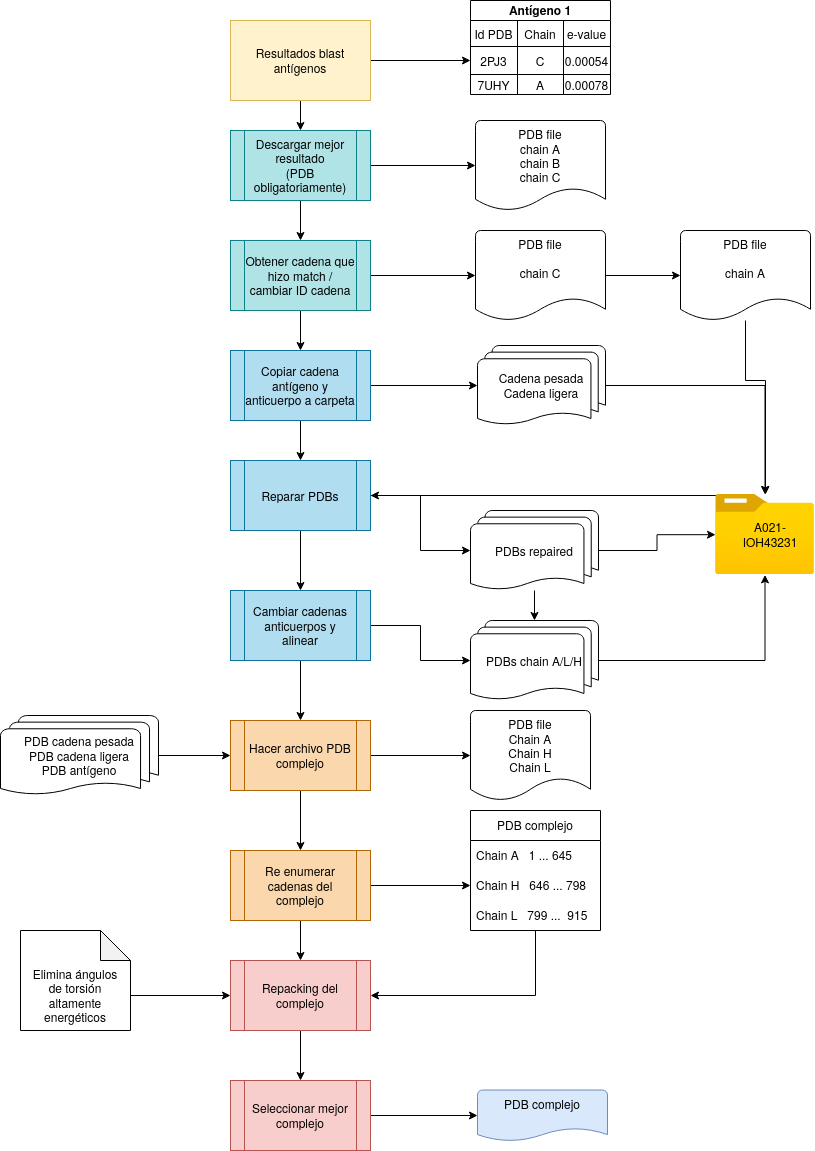 Resultados blast
antígenos
Antígeno 1
Id PDB Chain e-value
2PJ3 C 0.00054
7UHY A 0.00078
Descargar mejor
resultado
(PDB
obligatoriamente)
PDB file
chain A
chain B
chain C
Obtener cadena que
hizo match /
cambiar ID cadena
PDB file
chain C
PDB file
chain A
Copiar cadena
antígeno y
anticuerpo a carpeta
Cadena pesada
Cadena ligera
Reparar PDBs
A021-
IOH43231
PDBs repaired
Cambiar cadenas
anticuerpos y
alinear
PDBs chain A/L/H
PDB cadena pesada
PDB cadena ligera
PDB antígeno
Hacer archivo PDB
complejo
PDB file
Chain A
Chain H
Chain L
Re enumerar
cadenas del
complejo
PDB complejo
Chain A 1 ... 645
Chain H 646 ... 798
Chain L 799 ... 915
Elimina ángulos
de torsión
altamente
energéticos
Repacking del
complejo
Seleccionar mejor
complejo
PDB complejo